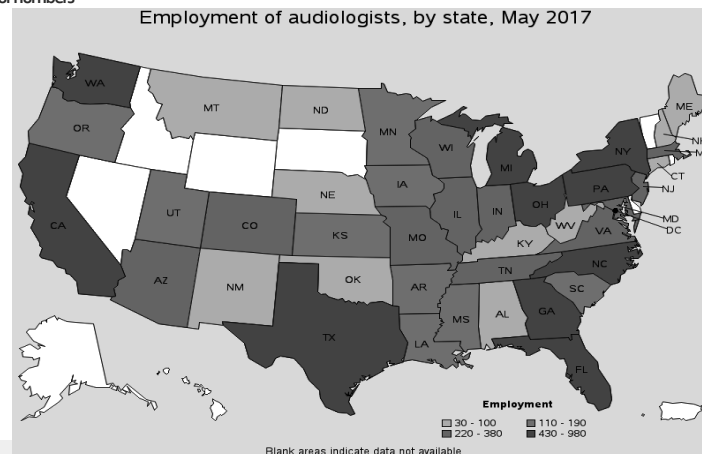 Employment of audiologists, by state, May 2017
WA
MT
ND
ME
OR
MN
WI
NY
MI
IA
PA
NE
CT
NJ
OH
IL
IN
UT
CO
WV
MD
CA
KS
MO
VA
DC
KY
NC
TN
AZ
OK
NM
AR
SC
MS
AL
GA
TX
LA
FL
Employment
30 - 100
110 - 190
220 - 380
430 - 980
Blank areas indicate data not available